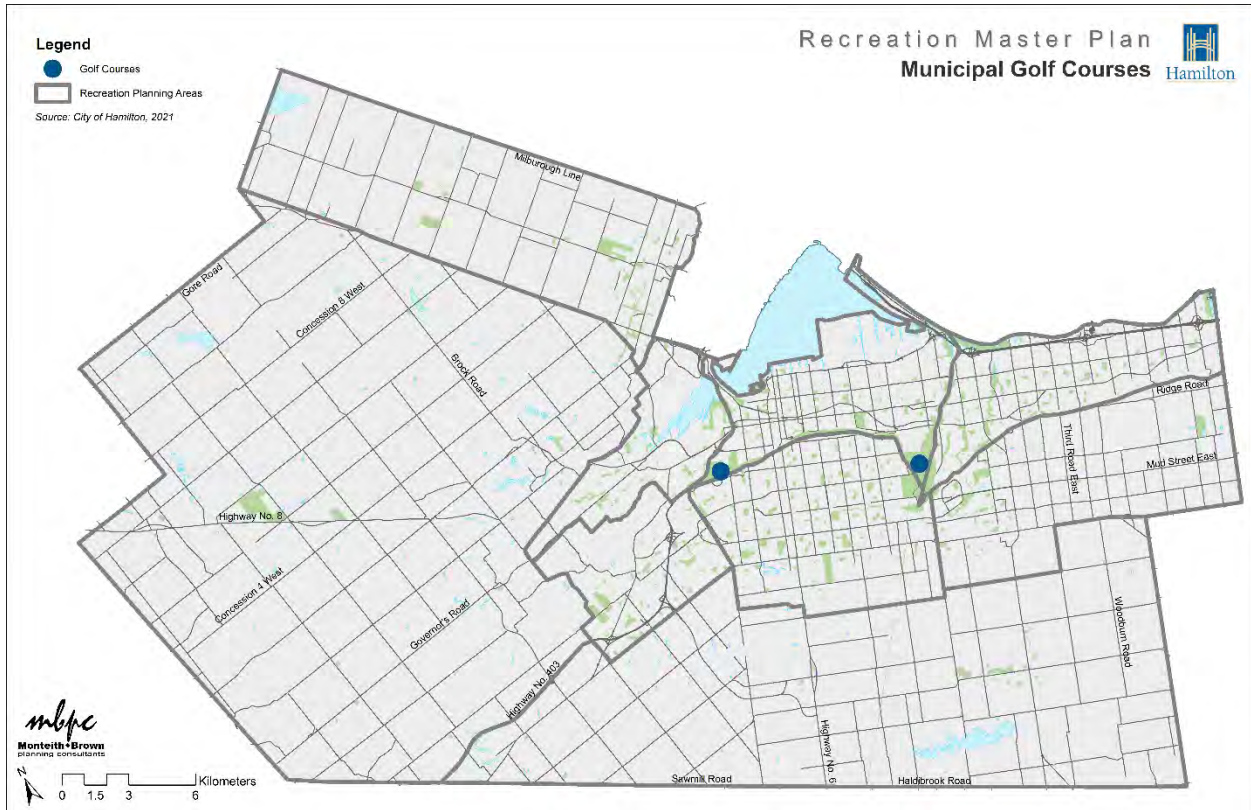 Legend
Golf Courses
Recreation Planning Areas
Source: City of Hamilton, 2021
Recreation Master Plan
Municipal Golf Courses
Hamilton
Milburough Line
Gore Road
Concession 8 West
Brock Road
Ridge Road
Third Road East
Mud Street East
Highway No. 8
Concession 4 West
Governor's Road
Woodburn Road
Highway No. 403
Highway No. 6
Sawmill Road
Haldibrook Road
mbpc
Monteith+Brown
planning consultants
N
Kilometers
0 1.5 3 6